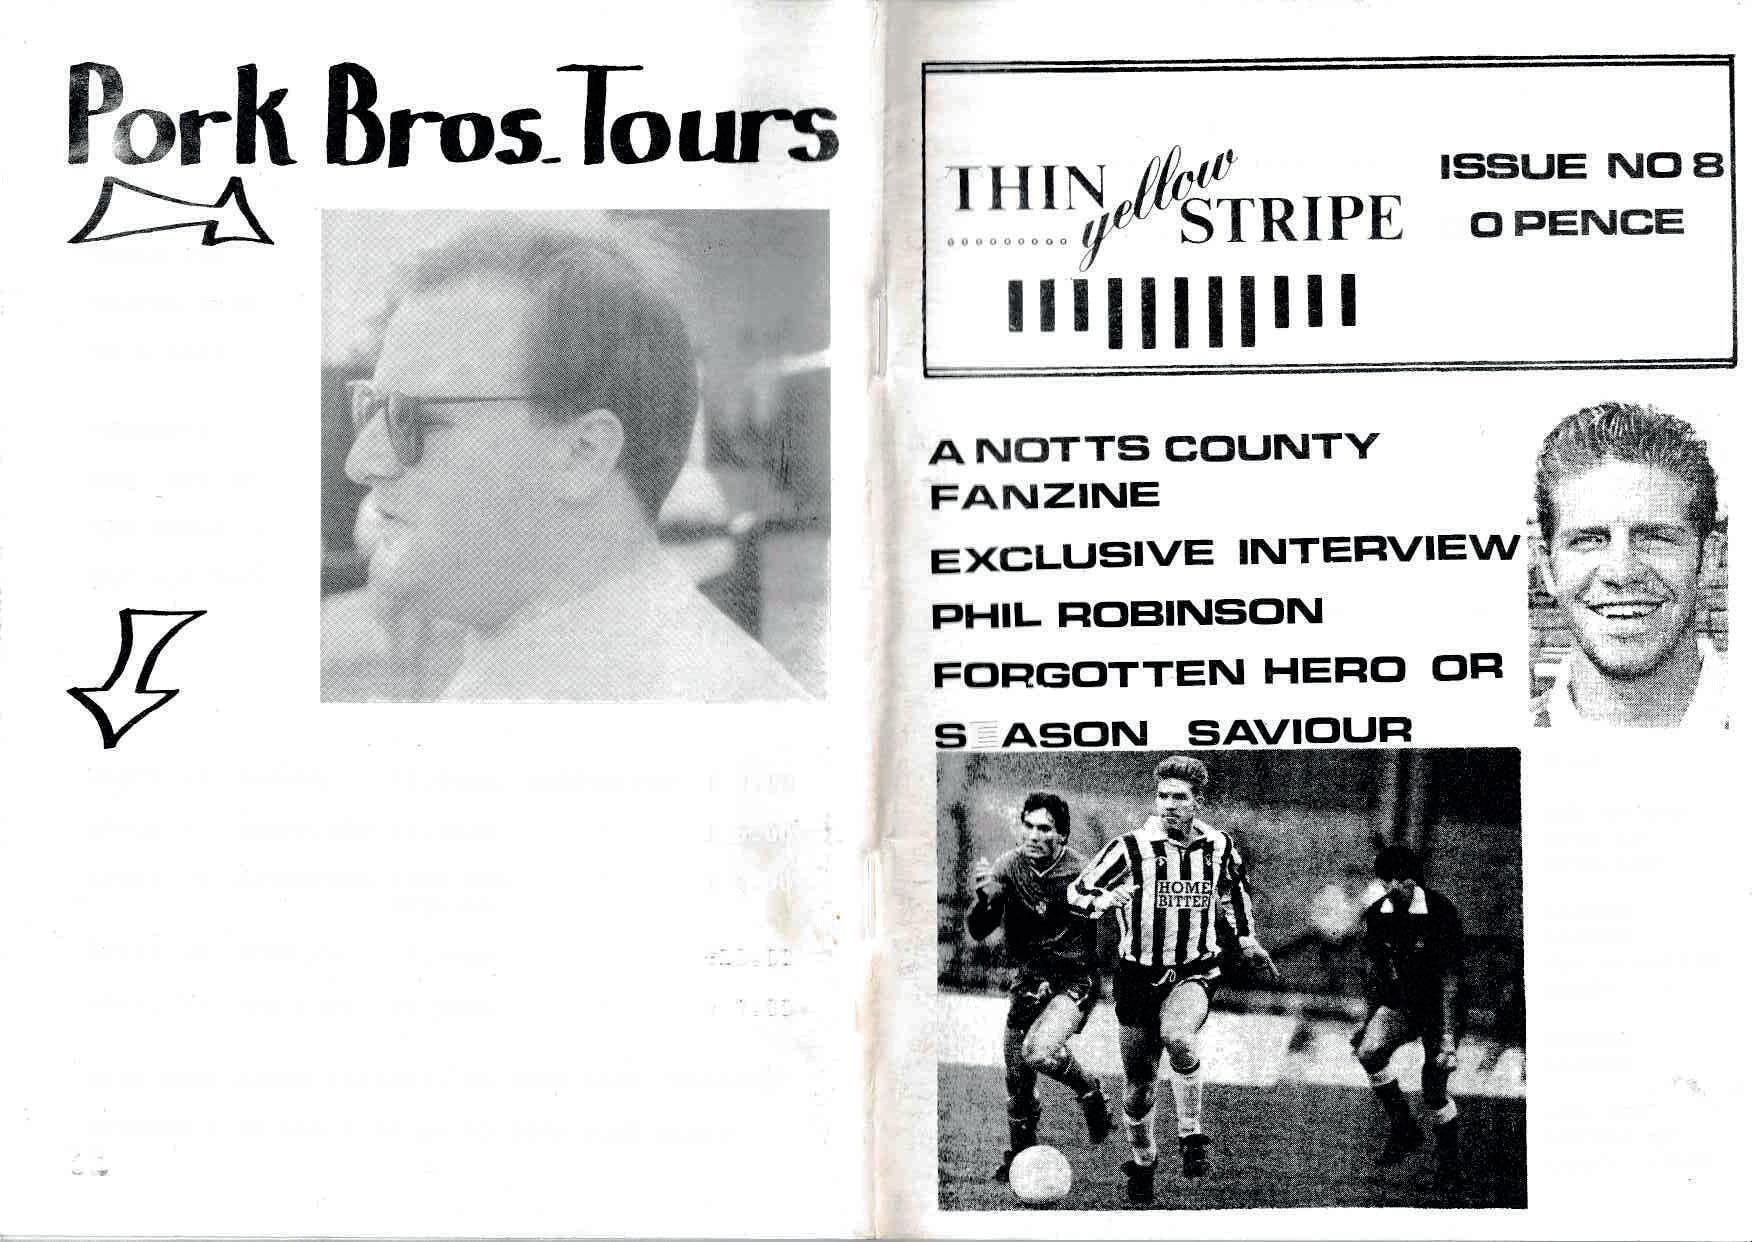 Pork Bros. Tours
THIN yellow STRIPE
ISSUE NO 8
0 PENCE
A NOTTS COUNTY
FANZINE
EXCLUSIVE INTERVIEW
PHIL ROBINSON
FORGOTTEN HERO OR
S ASON SAVIOUR
HOME
BITTER